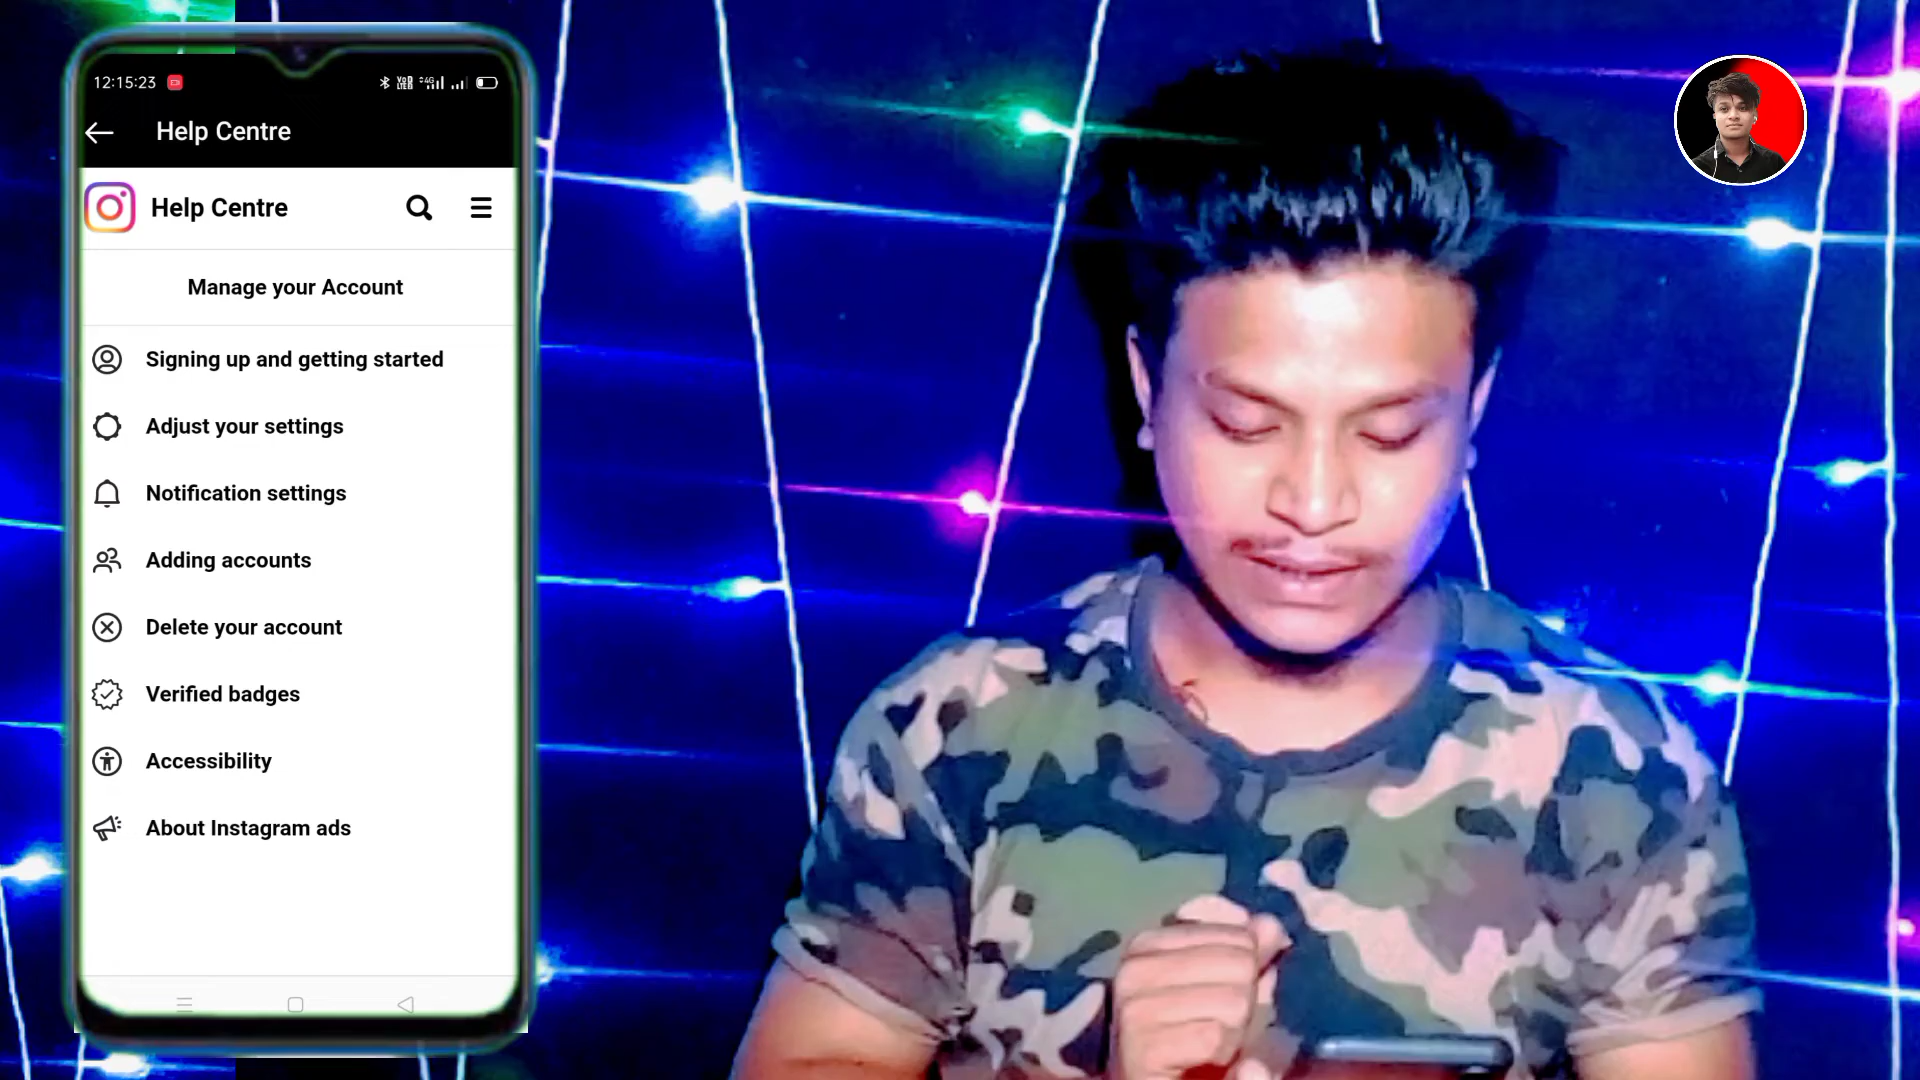 12:15:23
Help Centre
Help Centre
Manage your Account
Signing up and getting started
Adjust your settings
Notification settings
Adding accounts
Delete your account
Verified badges
Accessibility
About Instagram ads